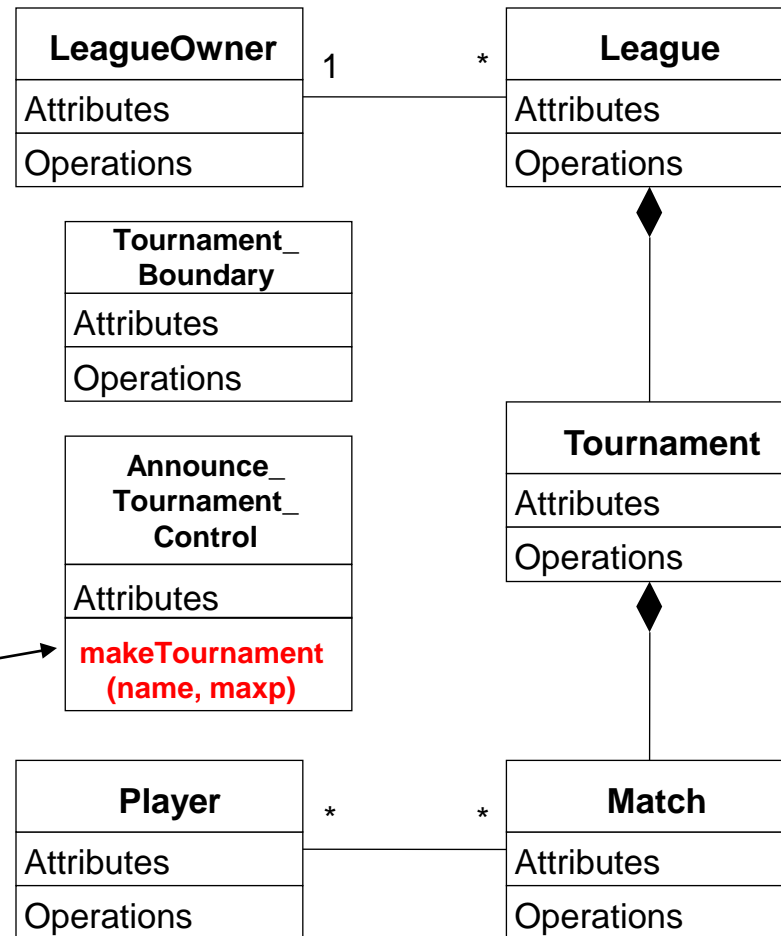 LeagueOwner
Attributes
Operations
1
*
League
Attributes
Operations
Tournament_
Boundary
Attributes
Operations
Announce_
Tournament_
Control
Attributes
makeTournament
(name, maxp)
Tournament
Attributes
Operations
Player
Attributes
Operations
*
*
Match
Attributes
Operations